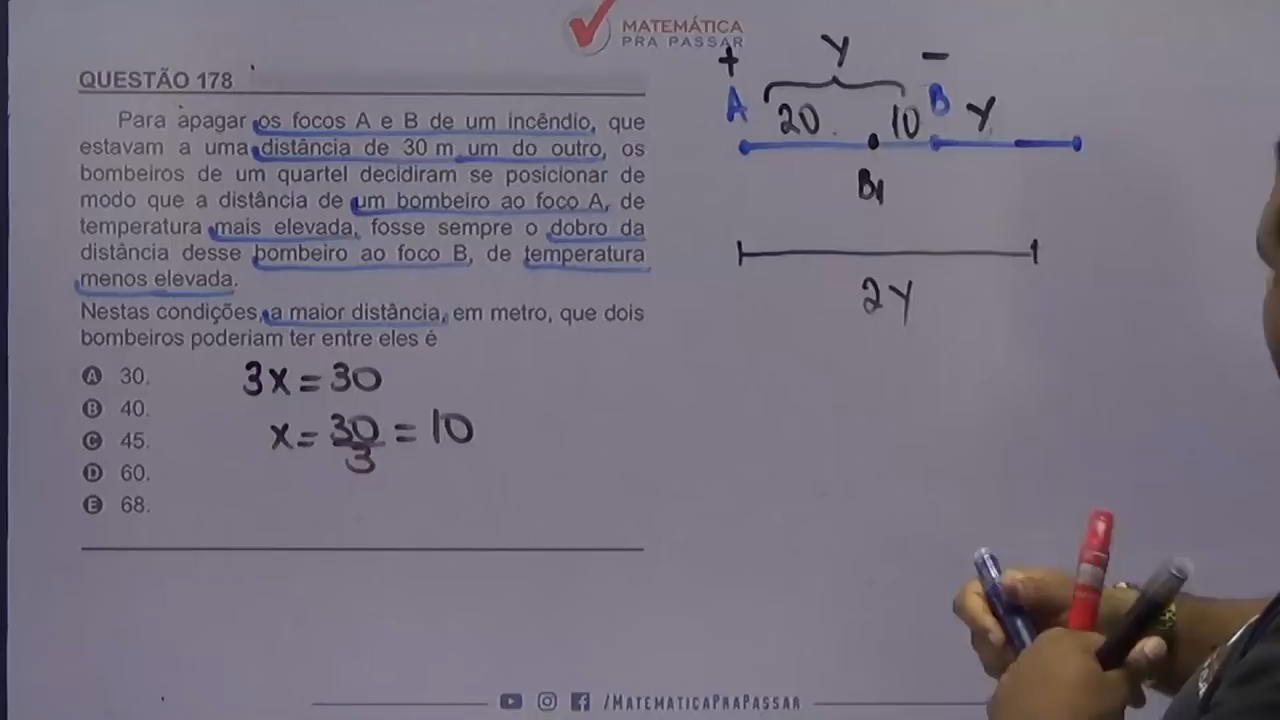 MATEMÁTICA
PRA PASSAR
QUESTÃO 178
Para apagar os focos A e B de um incêndio, que
estavam a uma distância de 30 m um do outro, os
bombeiros de um quartel decidiram se posicionar de
modo que a distância de um bombeiro ao foco A, de
temperatura mais elevada, fosse sempre o dobro da
distância desse bombeiro ao foco B, de temperatura
menos elevada.
Nestas condições, a maior distância, em metro, que dois
bombeiros poderiam ter entre eles é
A 30.
B 40.
C 45.
D 60.
E 68.
3x = 30
x = 30/3 = 10
+ Y -
A 20 10 B Y
B1
2Y
/MATEMATICAPRAPASSAR